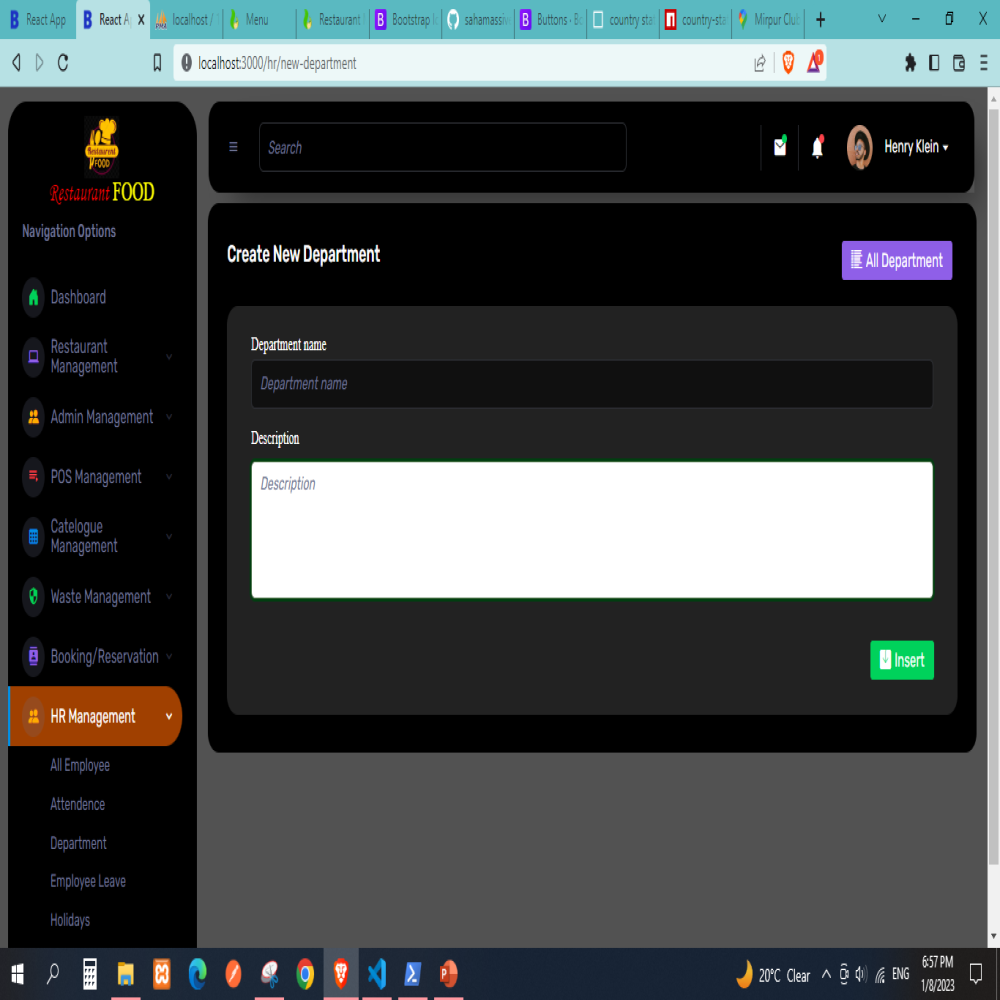 React App
React A
localhost / 1
Menu
Restaurant
Bootstrap I
sahamassiv
Buttons · Bo
country sta
country-sta
Mirpur Club
localhost:3000/hr/new-department
Restaurant
FOOD
Restaurant FOOD
Navigation Options
Dashboard
Restaurant
Management
Admin Management
POS Management
Catelogue
Management
Waste Management
Booking/Reservation
HR Management
All Employee
Attendence
Department
Employee Leave
Holidays
Search
Henry Klein
Create New Department
All Department
Department name
Department name
Description
Description
Insert
20°C Clear
ENG
6:57 PM
1/8/2023